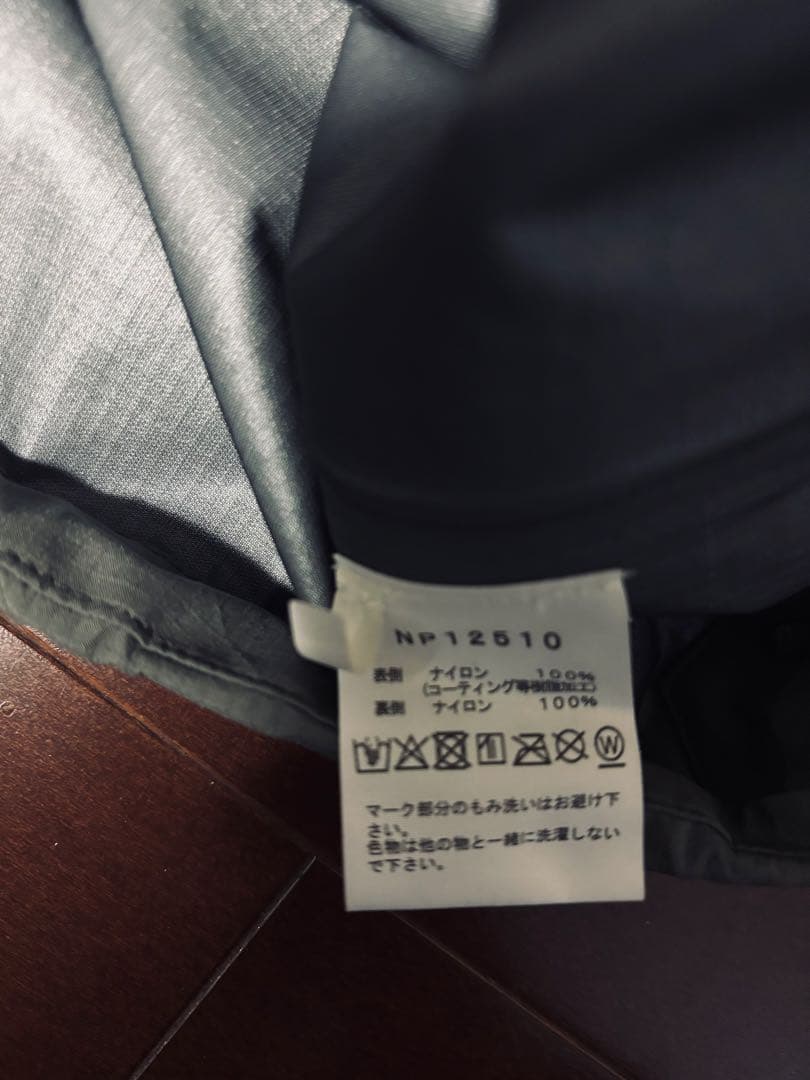 NP12510
表側 ナイロン 100%
(コーティング等樹脂加工)
裏側 ナイロン 100%
W
マーク部分のもみ洗いはお避け下
さい。
色物は他の物と一緒に洗濯しない
で下さい。